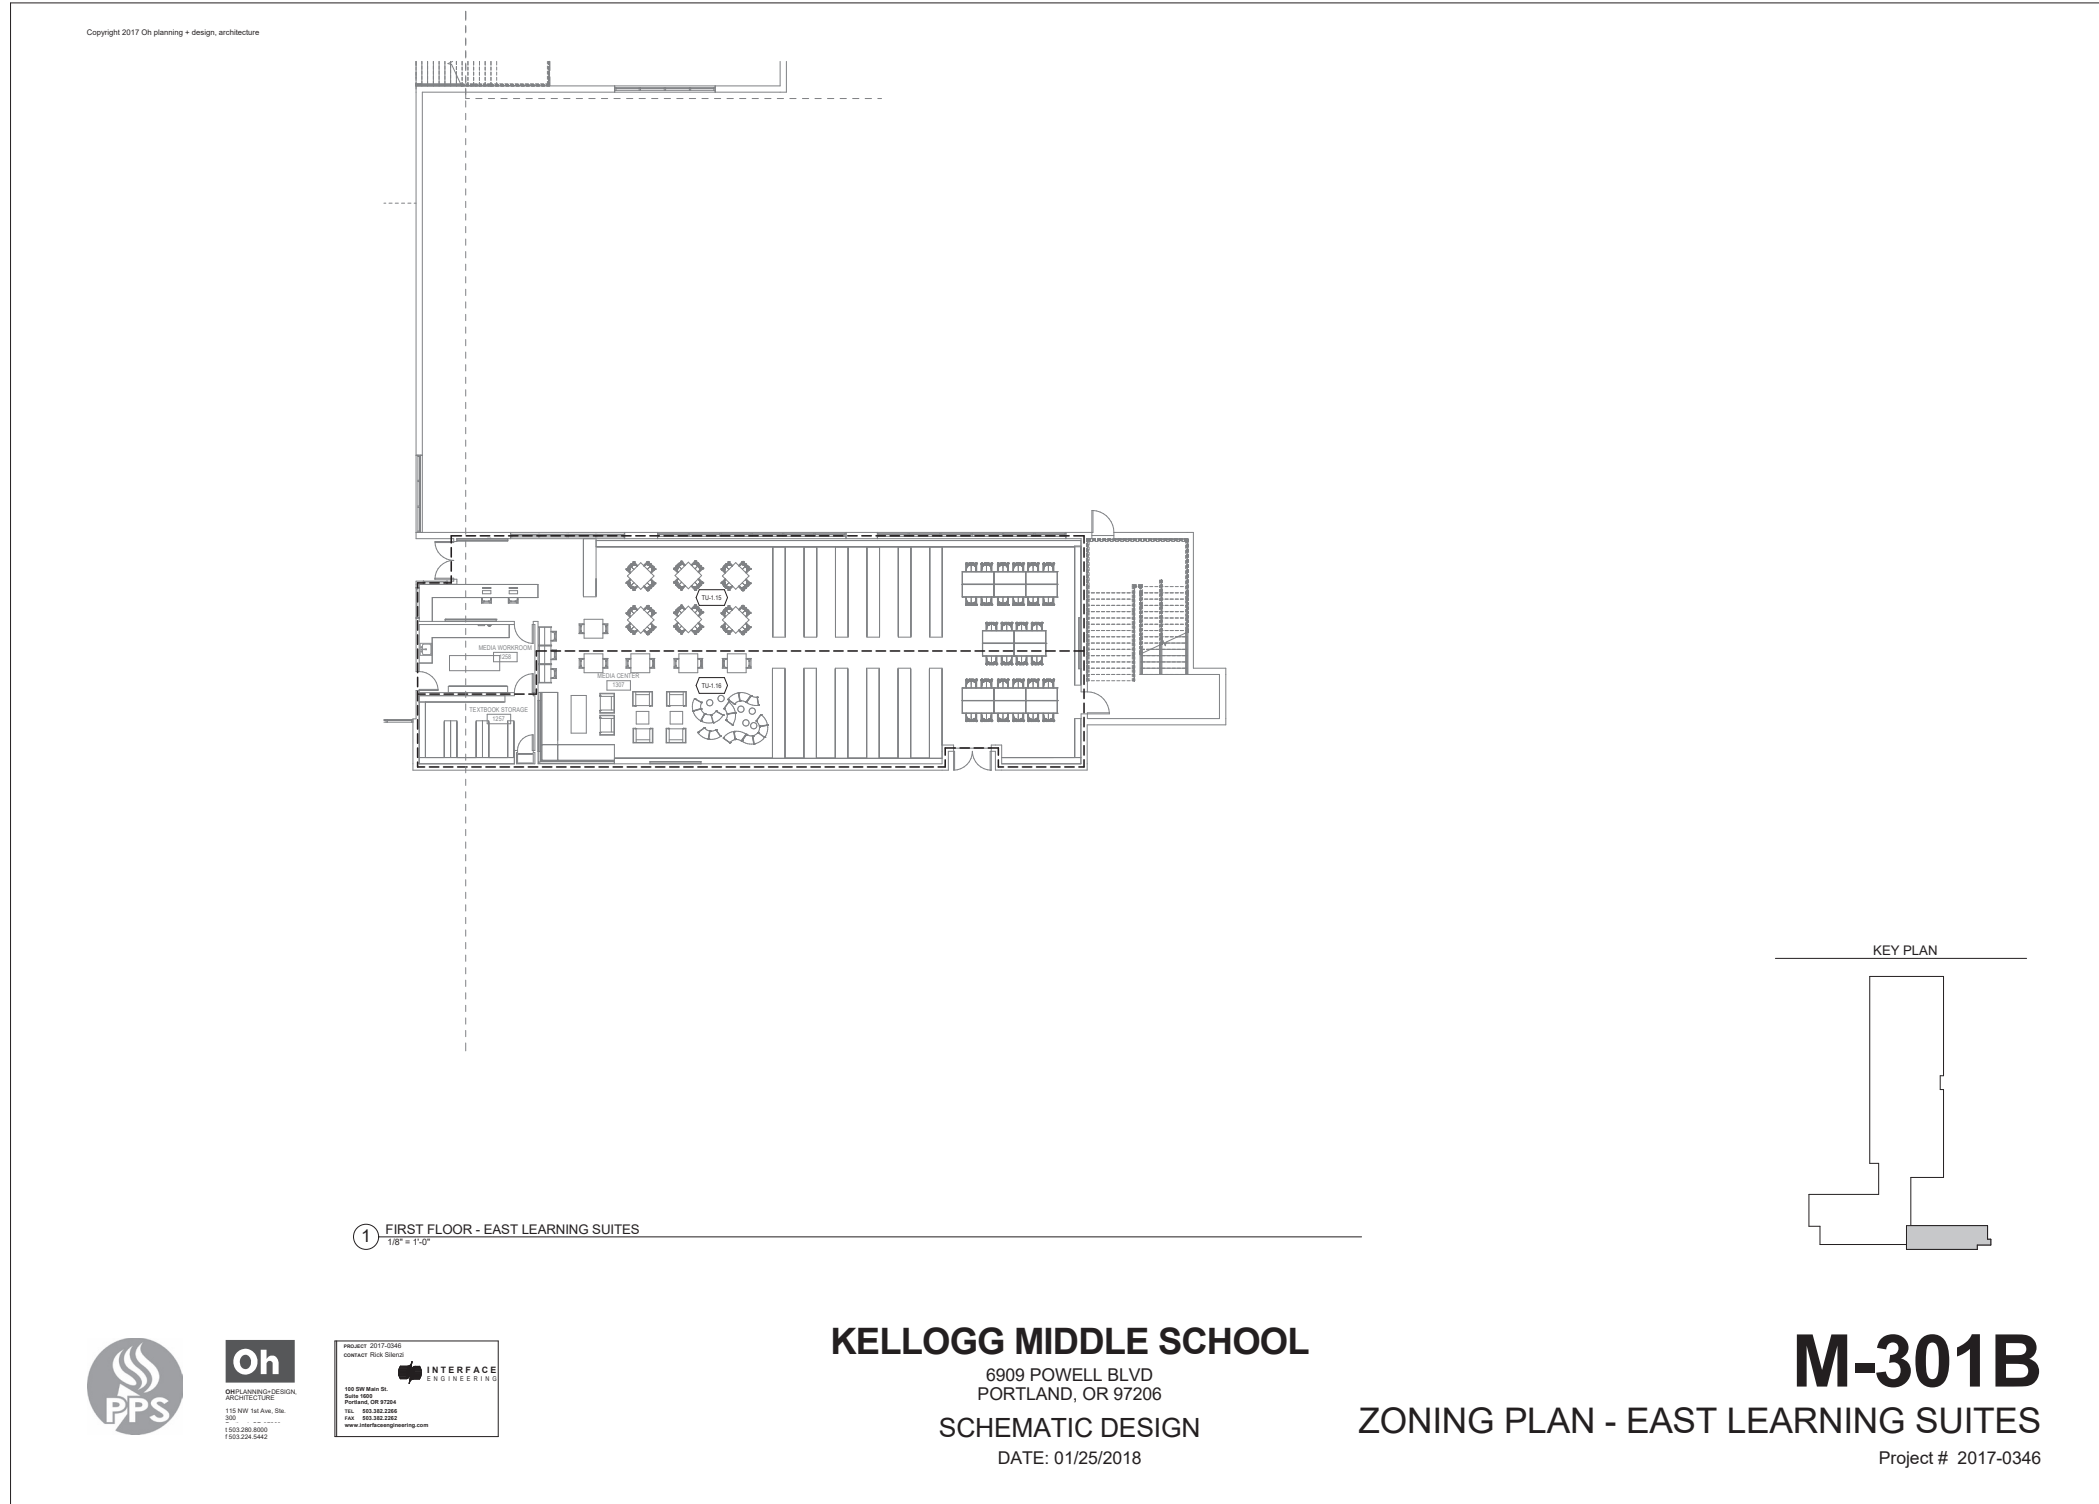 Copyright 2017 Oh planning + design, architecture
TU-1.15
MEDIA WORKROOM
1258
MEDIA CENTER
1307
TU-1.16
TEXTBOOK STORAGE
1257
KEY PLAN
1 FIRST FLOOR - EAST LEARNING SUITES
1/8" = 1'-0"
PPS
Oh
OH PLANNING+DESIGN,
ARCHITECTURE
115 NW 1st Ave, Ste.
300
t 503.280.8000
f 503.224.5442
PROJECT 2017-0346
CONTACT Rick Silenzi
INTERFACE
ENGINEERING
100 SW Main St.
Suite 1600
Portland, OR 97204
TEL 503.382.2266
FAX 503.382.2262
www.interfaceengineering.com
KELLOGG MIDDLE SCHOOL
6909 POWELL BLVD
PORTLAND, OR 97206
SCHEMATIC DESIGN
DATE: 01/25/2018
M-301B
ZONING PLAN - EAST LEARNING SUITES
Project # 2017-0346